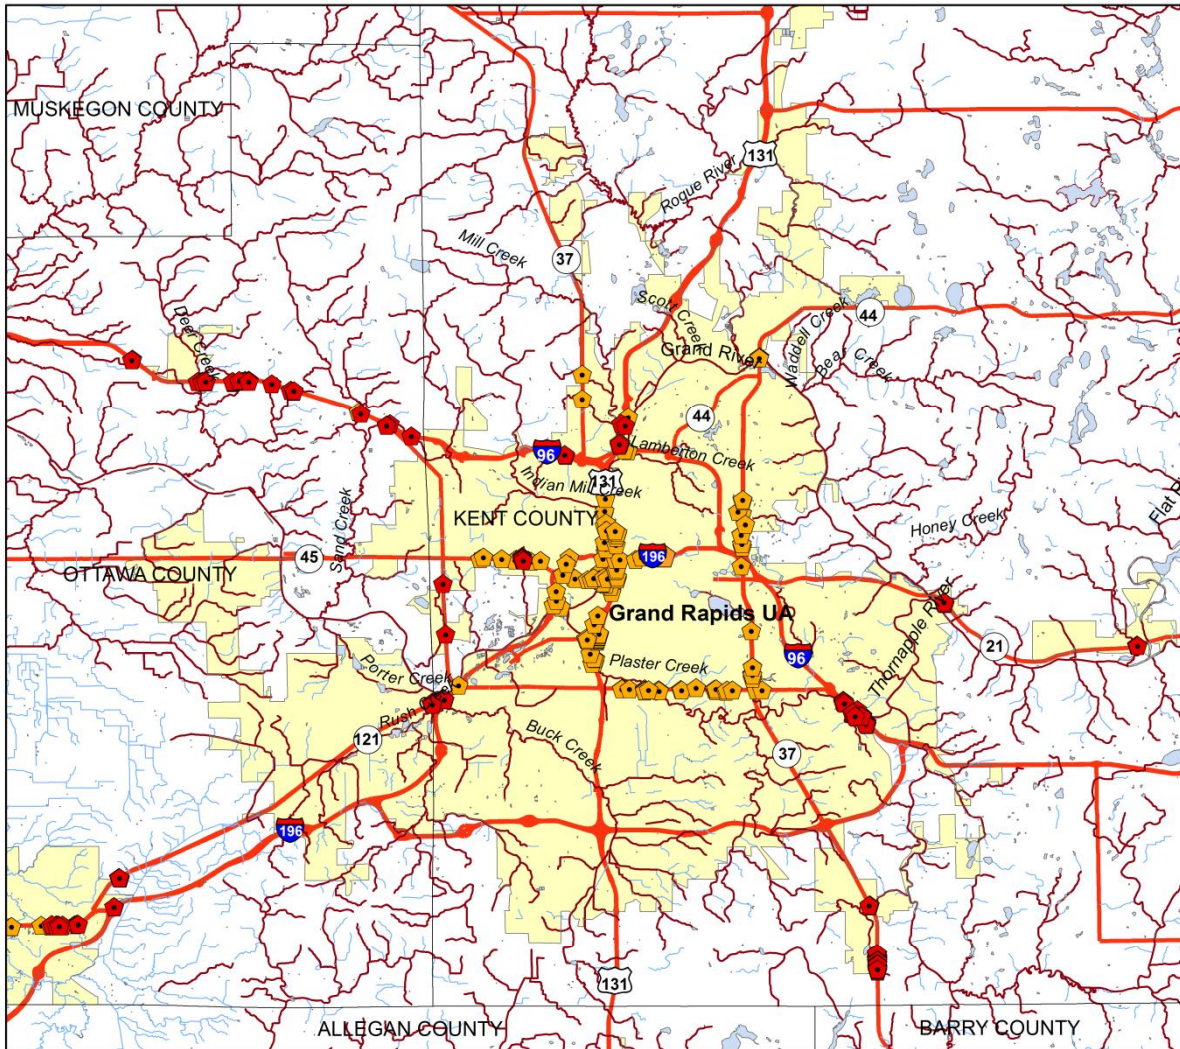 MUSKEGON COUNTY
131
Rogue River
Mill Creek
37
Scott Creek
Deer Creek
44
Waddell Creek
Grand River
Bear Creek
44
Lamberton Creek
96
131
Indian Mill Creek
KENT COUNTY
Honey Creek
Sand Creek
45
196
OTTAWA COUNTY
Grand Rapids UA
Thornapple River
21
96
Plaster Creek
Porter Creek
Rush Creek
Buck Creek
121
37
196
131
ALLEGAN COUNTY
BARRY COUNTY